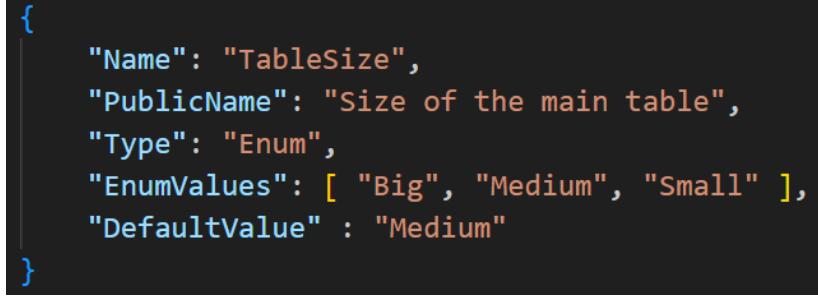 {
"Name": "TableSize",
"PublicName": "Size of the main table",
"Type": "Enum",
"EnumValues": [ "Big", "Medium", "Small" ],
"DefaultValue" : "Medium"
}